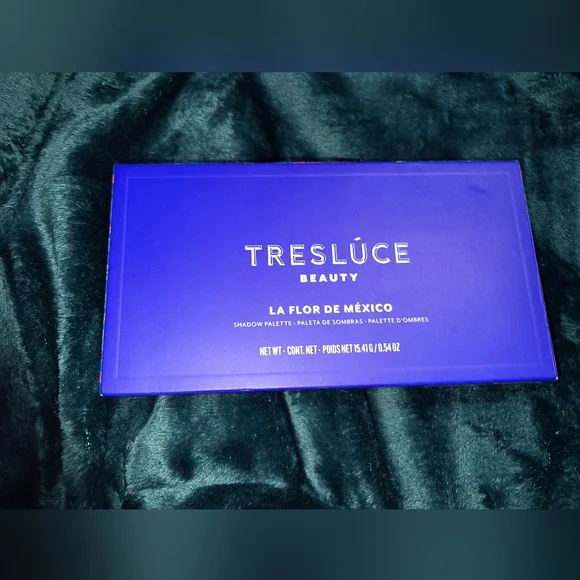 TRESLÚCE
BEAUTY
LA FLOR DE MÉXICO
SHADOW PALETTE · PALETA DE SOMBRAS · PALETTE D'OMBRES
NET WT · CONT. NET · POIDS NET 15.41 G / 0.54 OZ